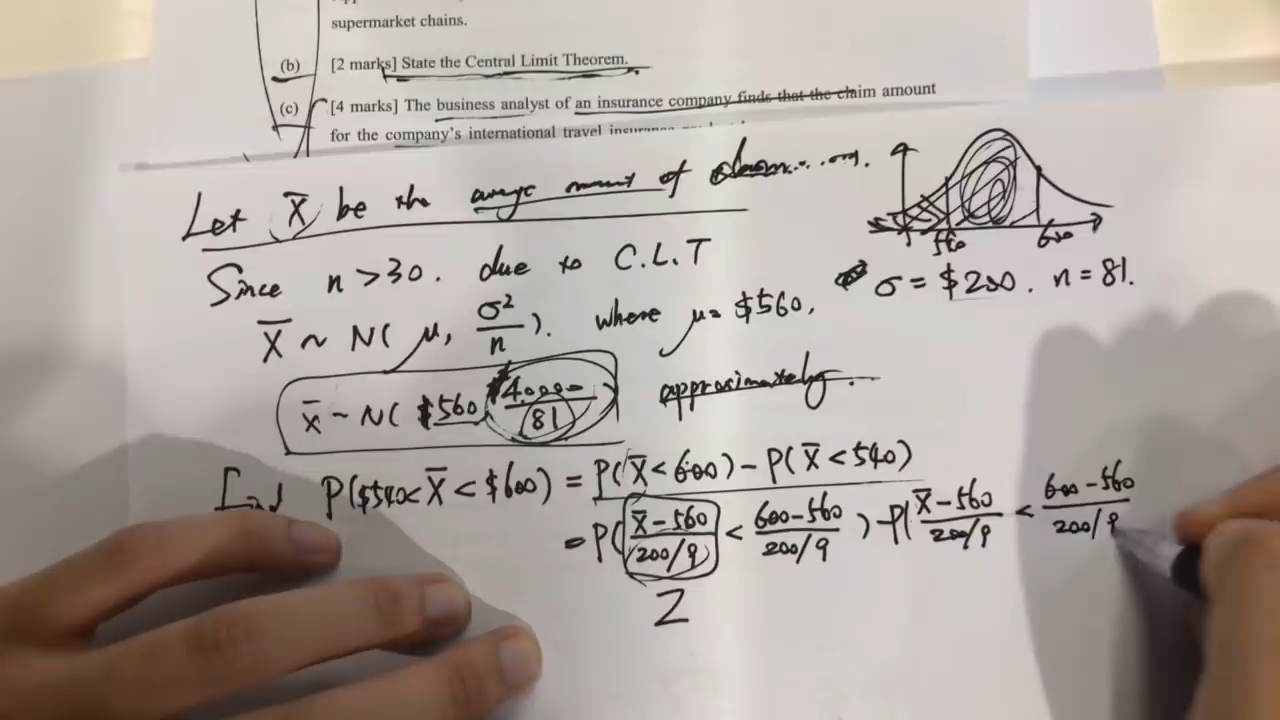 supermarket chains.
(b) [2 marks] State the Central Limit Theorem.
(c) [4 marks] The business analyst of an insurance company finds that the claim amount
for the company's international travel insurance
Let X̄ be the average amount of
560 600
Since n >30. due to C.L.T
σ = $200. n = 81.
X̄ ~ N( μ, σ²/n ). where μ= $560,
X̄ ~ N( $560, 40000/81 approximately.
Find P($540< X̄ < $600) = P(X̄ < 600) - P(X̄ < 540)
= P( X̄ - 560 / 200/9 < 600 - 560 / 200/9 ) - P( X̄ - 560 / 200/9 < 600 - 560 / 200/9
Z